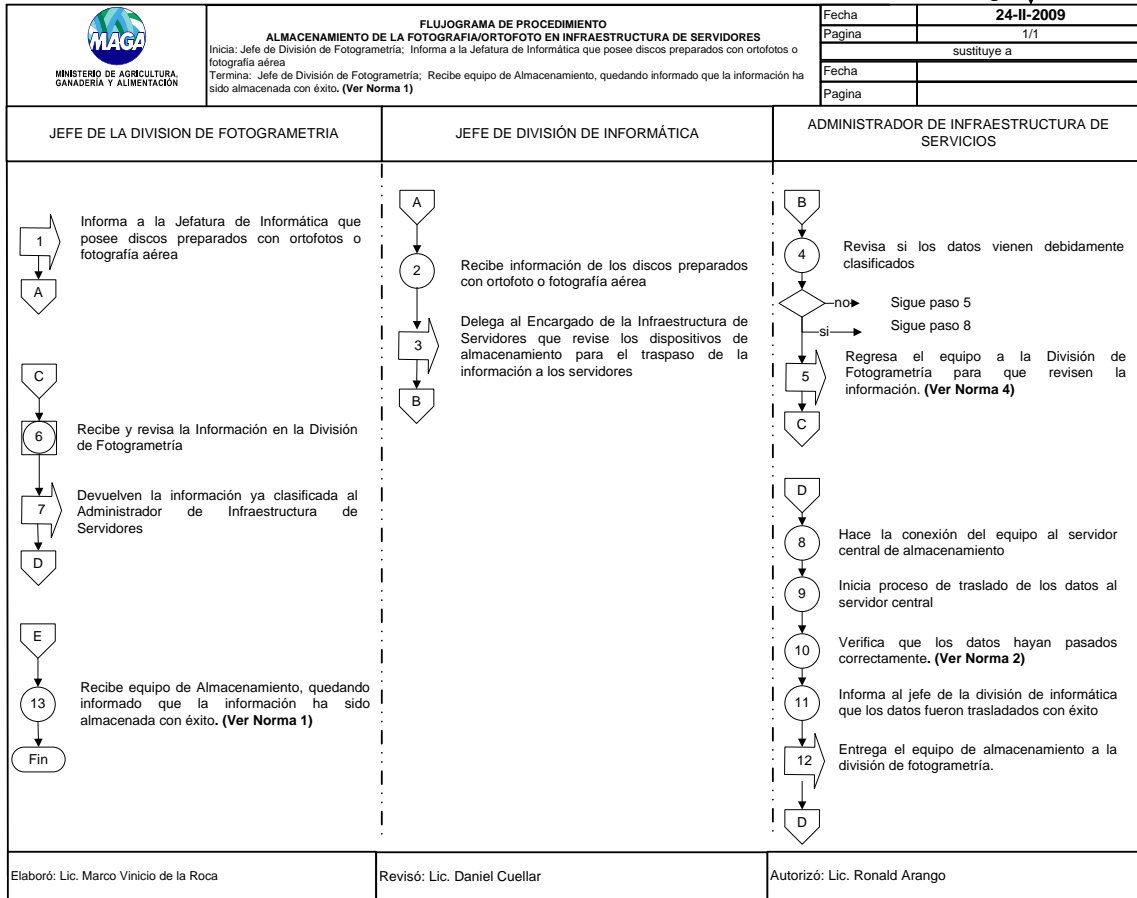 MAGA
MINISTERIO DE AGRICULTURA,
GANADERÍA Y ALIMENTACIÓN
FLUJOGRAMA DE PROCEDIMIENTO
ALMACENAMIENTO DE LA FOTOGRAFIA/ORTOFOTO EN INFRAESTRUCTURA DE SERVIDORES
Inicia: Jefe de División de Fotogrametría; Informa a la Jefatura de Informática que posee discos preparados con ortofotos o
fotografía aérea
Termina: Jefe de División de Fotogrametría; Recibe equipo de Almacenamiento, quedando informado que la información ha
sido almacenada con éxito. (Ver Norma 1)
Fecha 24-II-2009
Pagina 1/1
sustituye a
Fecha
Pagina
JEFE DE LA DIVISION DE FOTOGRAMETRIA
1
Informa a la Jefatura de Informática que
posee discos preparados con ortofotos o
fotografía aérea
A
C
6
Recibe y revisa la Información en la División
de Fotogrametría
7
Devuelven la información ya clasificada al
Administrador de Infraestructura de
Servidores
D
E
13
Recibe equipo de Almacenamiento, quedando
informado que la información ha sido
almacenada con éxito. (Ver Norma 1)
Fin
JEFE DE DIVISIÓN DE INFORMÁTICA
A
2
Recibe información de los discos preparados
con ortofoto o fotografía aérea
3
Delega al Encargado de la Infraestructura de
Servidores que revise los dispositivos de
almacenamiento para el traspaso de la
información a los servidores
B
ADMINISTRADOR DE INFRAESTRUCTURA DE
SERVICIOS
B
4
Revisa si los datos vienen debidamente
clasificados
no Sigue paso 5
si Sigue paso 8
5
Regresa el equipo a la División de
Fotogrametría para que revisen la
información. (Ver Norma 4)
C
D
8
Hace la conexión del equipo al servidor
central de almacenamiento
9
Inicia proceso de traslado de los datos al
servidor central
10
Verifica que los datos hayan pasados
correctamente. (Ver Norma 2)
11
Informa al jefe de la división de informática
que los datos fueron trasladados con éxito
12
Entrega el equipo de almacenamiento a la
división de fotogrametría.
D
Elaboró: Lic. Marco Vinicio de la Roca
Revisó: Lic. Daniel Cuellar
Autorizó: Lic. Ronald Arango